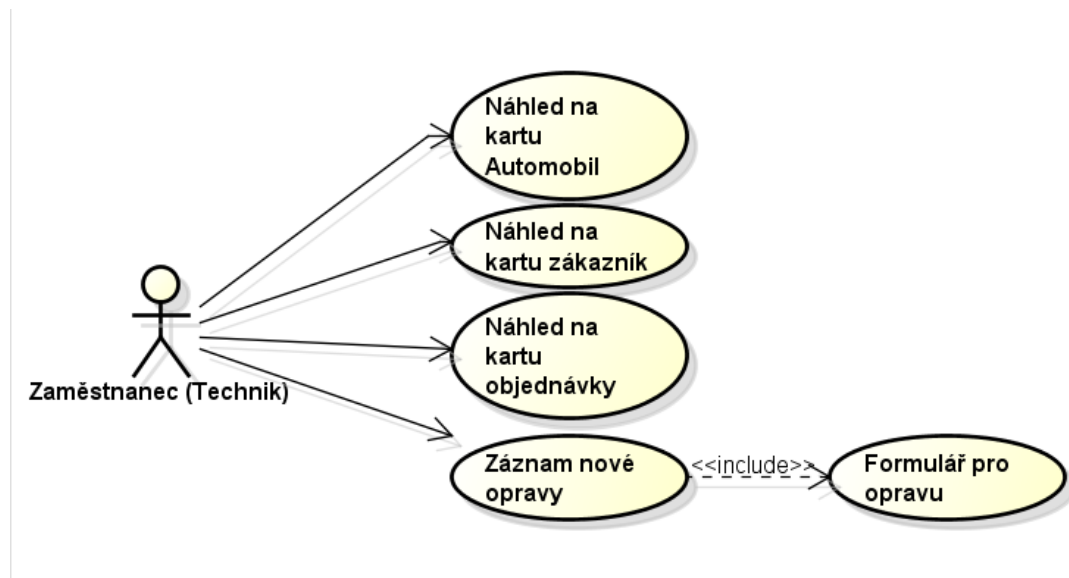 Náhled na
kartu
Automobil
Náhled na
kartu zákazník
Náhled na
kartu
objednávky
Zaměstnanec (Technik)
Záznam nové
opravy
<<include>>
Formulář pro
opravu